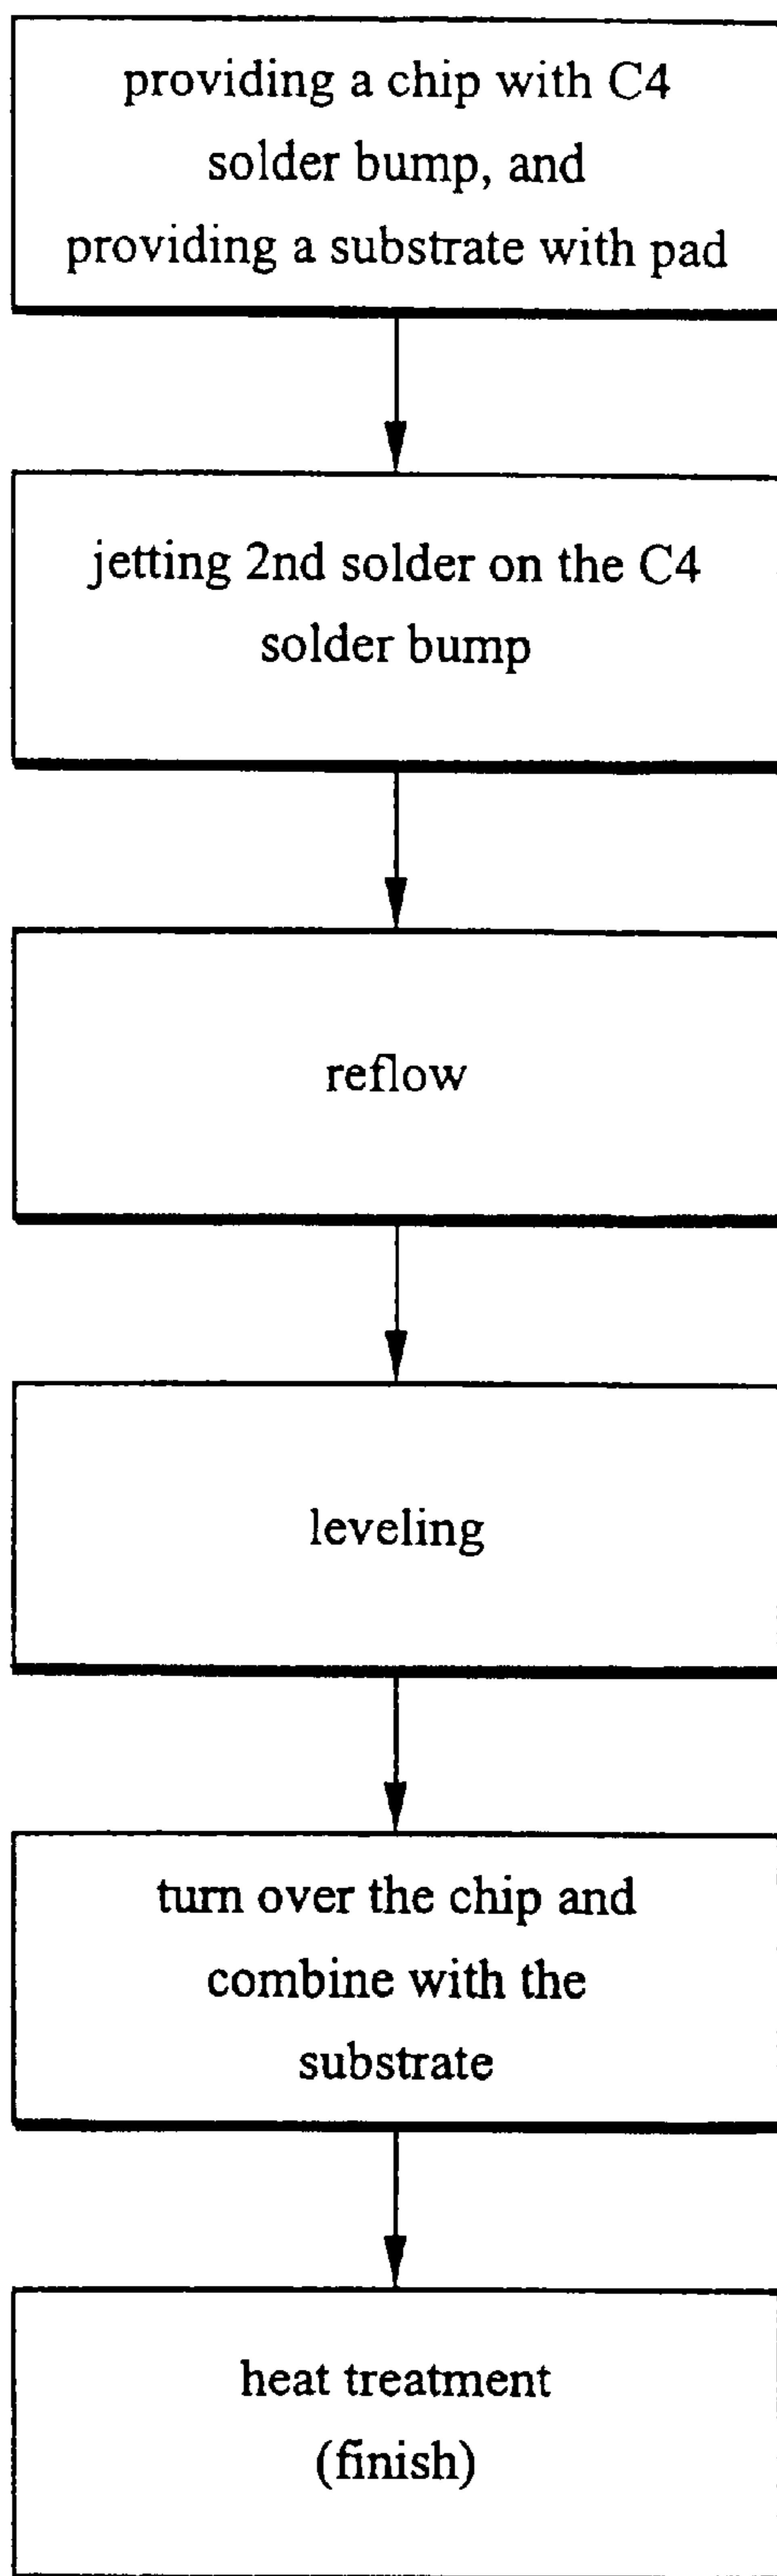 providing a chip with C4
solder bump, and
providing a substrate with pad
jetting 2nd solder on the C4
solder bump
reflow
leveling
turn over the chip and
combine with the
substrate
heat treatment
(finish)